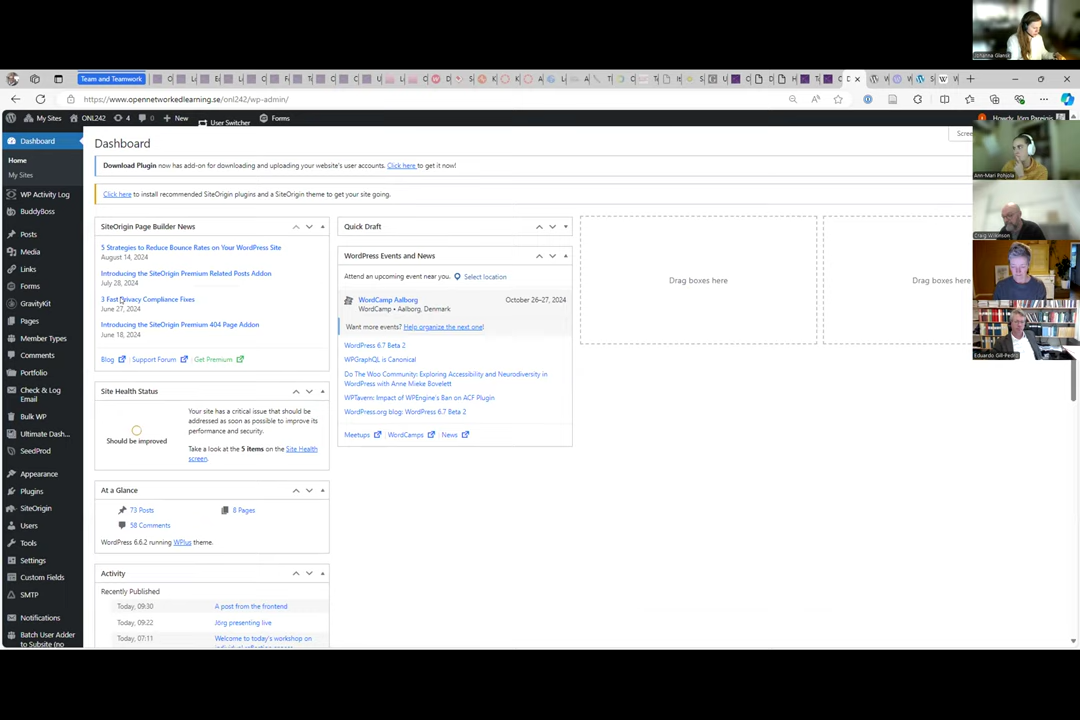 Johanna Glansk
Team and Teamwork
https://www.opennetworkedlearning.se/onl242/wp-admin/
My Sites
ONL242
4
0
New
User Switcher
Forms
Howdy, Jörg Pareigis
Dashboard
Home
My Sites
WP Activity Log
BuddyBoss
Posts
Media
Links
Forms
GravityKit
Pages
Member Types
Comments
Portfolio
Check & Log
Email
Bulk WP
Ultimate Dash...
SeedProd
Appearance
Plugins
SiteOrigin
Users
Tools
Settings
Custom Fields
SMTP
Notifications
Batch User Adder
to Subsite (no
Dashboard
Download Plugin now has add-on for downloading and uploading your website's user accounts. Click here to get it now!
Click here to install recommended SiteOrigin plugins and a SiteOrigin theme to get your site going.
SiteOrigin Page Builder News
5 Strategies to Reduce Bounce Rates on Your WordPress Site
August 14, 2024
Introducing the SiteOrigin Premium Related Posts Addon
July 28, 2024
3 Fast Privacy Compliance Fixes
June 27, 2024
Introducing the SiteOrigin Premium 404 Page Addon
June 18, 2024
Blog
Support Forum
Get Premium
Site Health Status
Should be improved
Your site has a critical issue that should be
addressed as soon as possible to improve its
performance and security.
Take a look at the 5 items on the Site Health
screen.
At a Glance
73 Posts
8 Pages
58 Comments
WordPress 6.6.2 running WPlus theme.
Activity
Recently Published
Today, 09:30 A post from the frontend
Today, 09:22 Jörg presenting live
Today, 07:11 Welcome to today's workshop on
Quick Draft
WordPress Events and News
Attend an upcoming event near you. Select location
WordCamp Aalborg October 26–27, 2024
WordCamp • Aalborg, Denmark
Want more events? Help organize the next one!
WordPress 6.7 Beta 2
WPGraphQL is Canonical
Do The Woo Community: Exploring Accessibility and Neurodiversity in
WordPress with Anne Mieke Bovelett
WPTavern: Impact of WPEngine's Ban on ACF Plugin
WordPress.org blog: WordPress 6.7 Beta 2
Meetups
WordCamps
News
Drag boxes here
Drag boxes here
Ann-Mari Pohjola
Craig Wilkinson